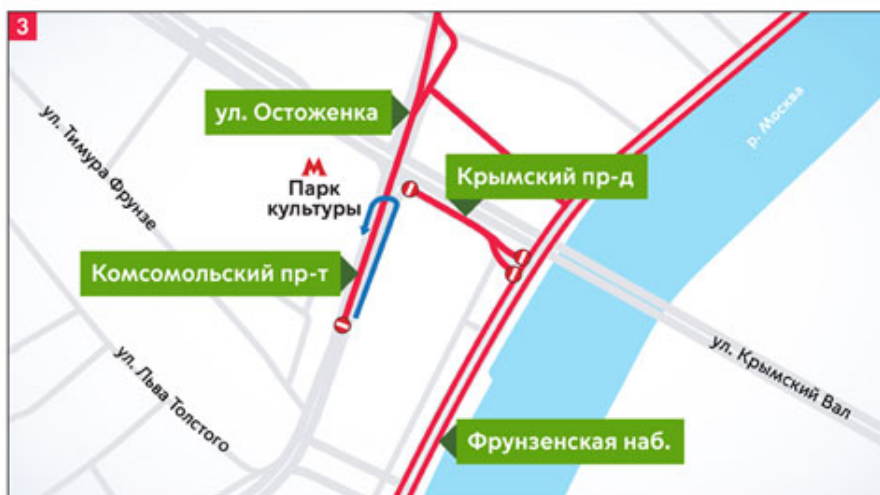 3
ул. Остоженка
р. Москва
ул. Тимура Фрунзе
М
Парк
культуры
Крымский пр-д
Комсомольский пр-т
ул. Льва Толстого
ул. Крымский Вал
Фрунзенская наб.